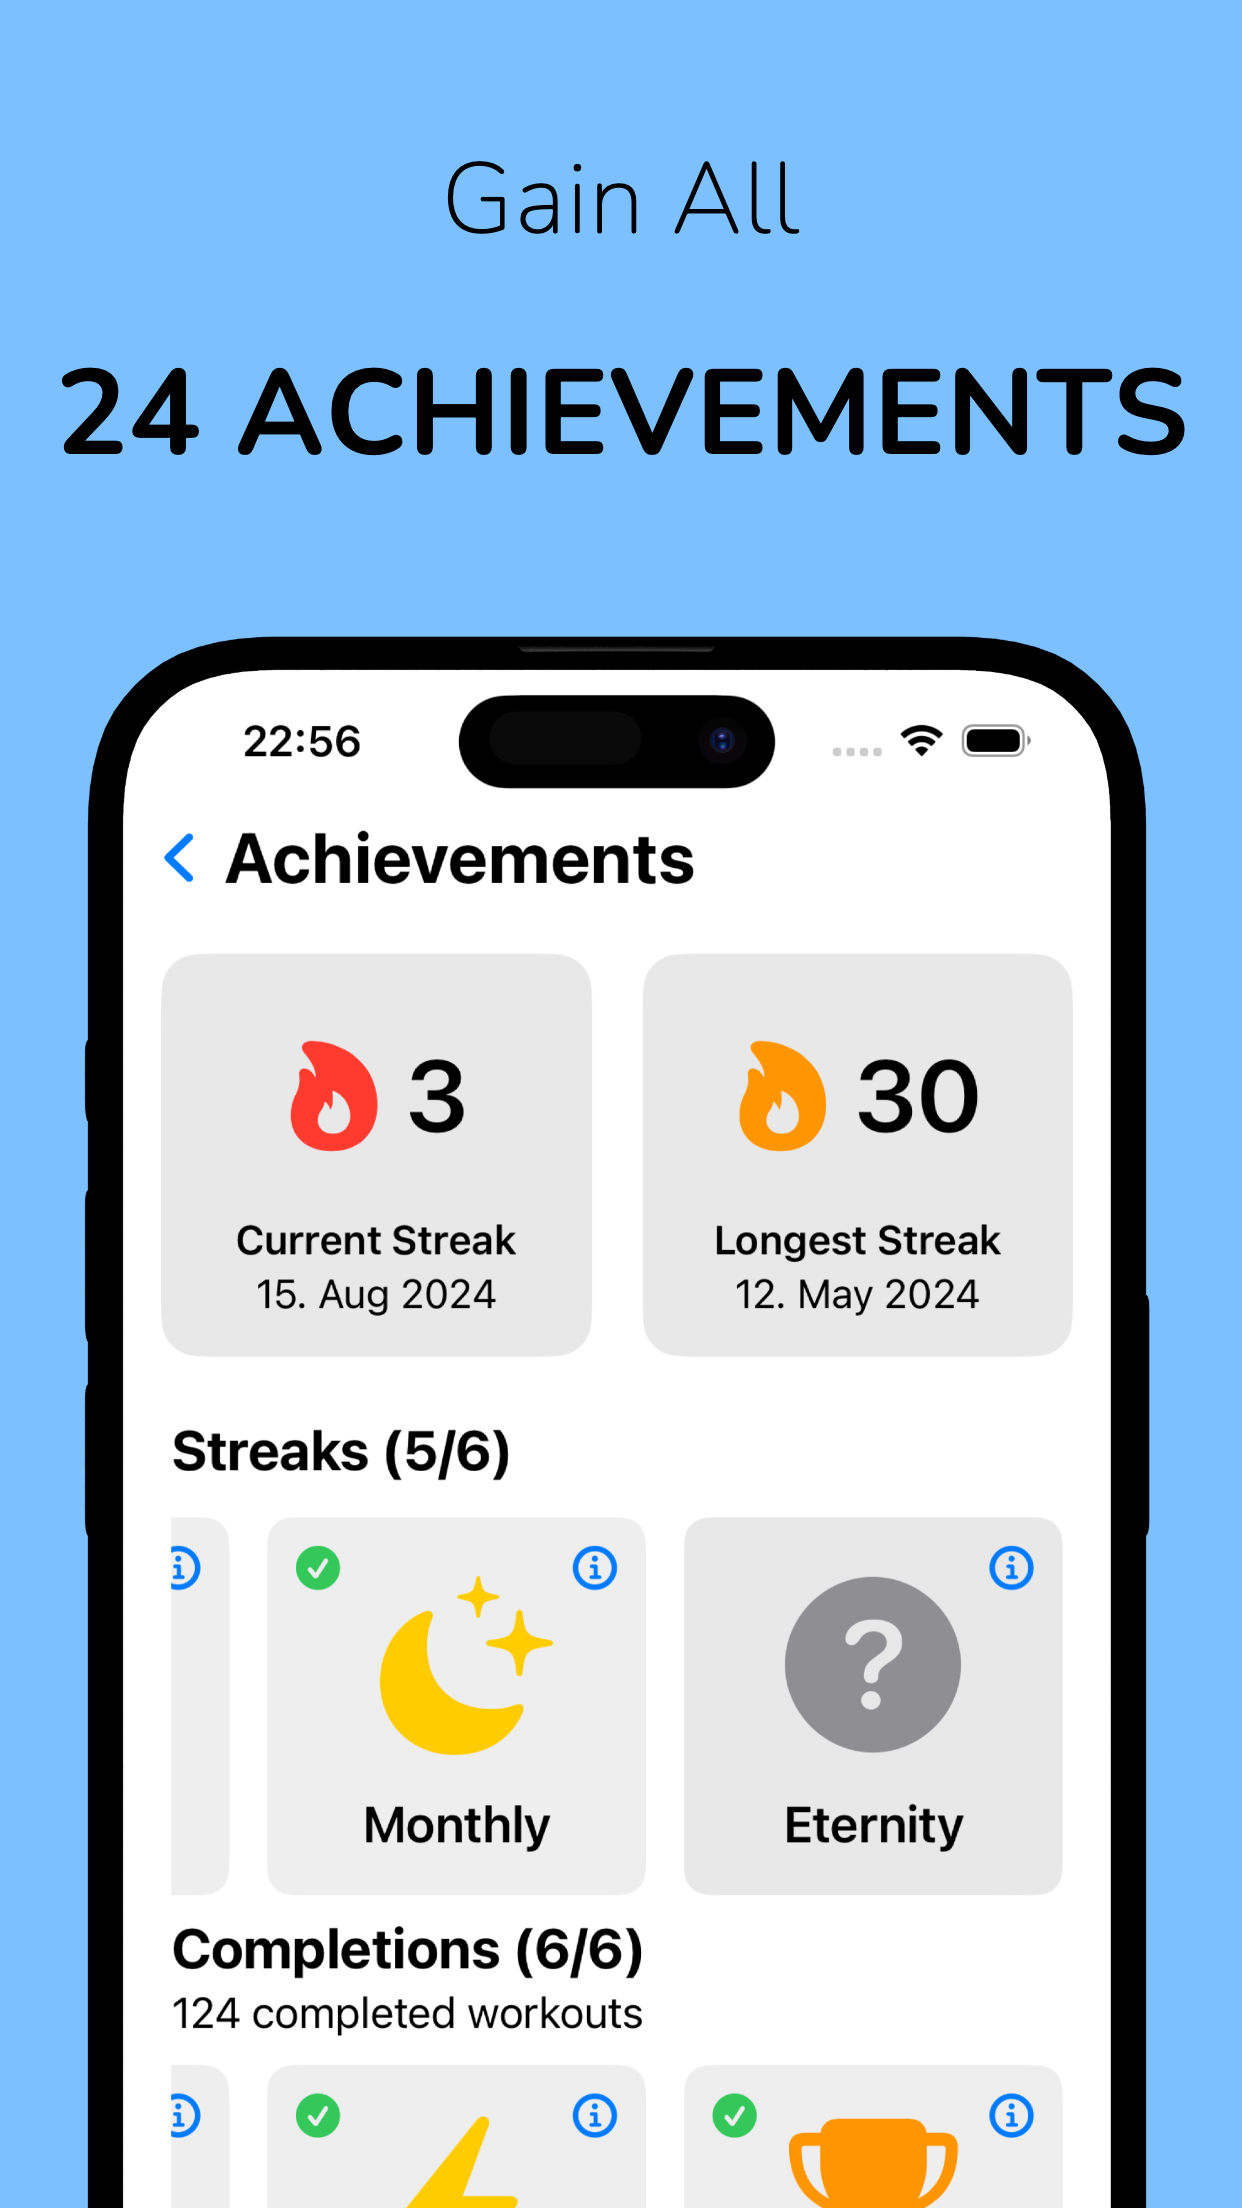 Gain All
24 ACHIEVEMENTS
22:56
Achievements
3
30
Current Streak
15. Aug 2024
Longest Streak
12. May 2024
Streaks (5/6)
Monthly
Eternity
Completions (6/6)
124 completed workouts